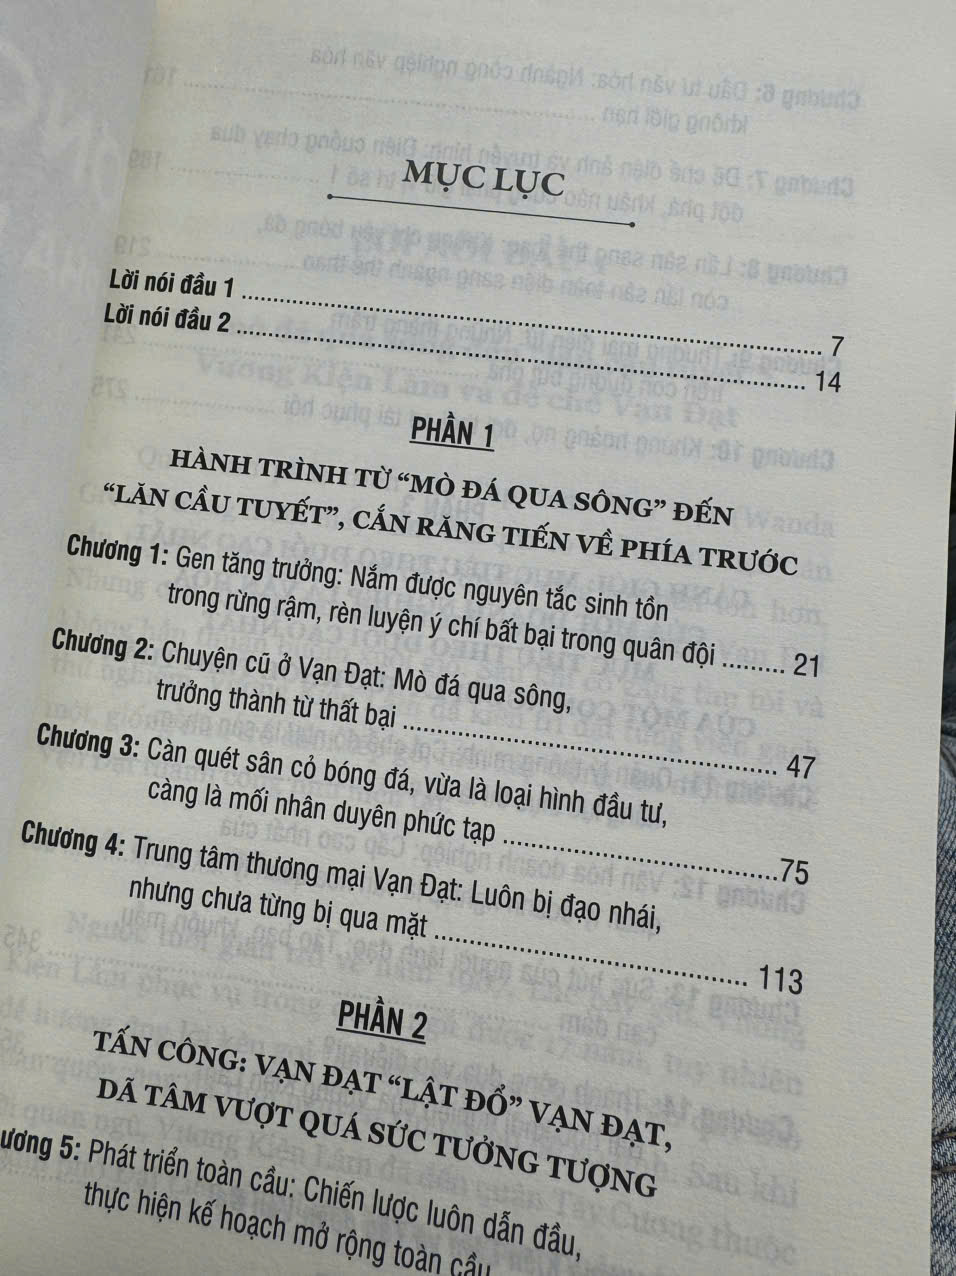 MỤC LỤC
Lời nói đầu 1 ........ 7
Lời nói đầu 2 ........ 14
PHẦN 1
HÀNH TRÌNH TỪ “MÒ ĐÁ QUA SÔNG” ĐẾN
“LĂN CẦU TUYẾT”, CẮN RĂNG TIẾN VỀ PHÍA TRƯỚC
Chương 1: Gen tăng trưởng: Nắm được nguyên tắc sinh tồn
trong rừng rậm, rèn luyện ý chí bất bại trong quân đội ........ 21
Chương 2: Chuyện cũ ở Vạn Đạt: Mò đá qua sông,
trưởng thành từ thất bại ........ 47
Chương 3: Càn quét sân cỏ bóng đá, vừa là loại hình đầu tư,
càng là mối nhân duyên phức tạp ........ 75
Chương 4: Trung tâm thương mại Vạn Đạt: Luôn bị đạo nhái,
nhưng chưa từng bị qua mặt ........ 113
PHẦN 2
TẤN CÔNG: VẠN ĐẠT “LẬT ĐỔ” VẠN ĐẠT,
DÃ TÂM VƯỢT QUÁ SỨC TƯỞNG TƯỢNG
ương 5: Phát triển toàn cầu: Chiến lược luôn dẫn đầu,
thực hiện kế hoạch mở rộng toàn cầu